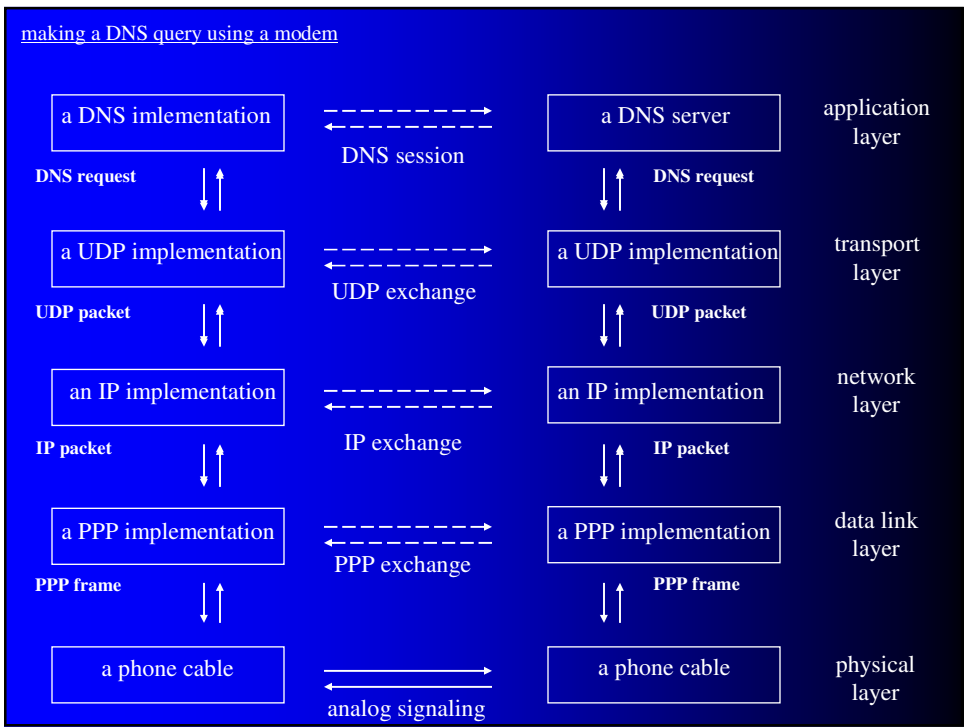 making a DNS query using a modem
a DNS imlementation
a DNS server
application
layer
DNS session
DNS request
DNS request
a UDP implementation
a UDP implementation
transport
layer
UDP exchange
UDP packet
UDP packet
an IP implementation
an IP implementation
network
layer
IP exchange
IP packet
IP packet
a PPP implementation
a PPP implementation
data link
layer
PPP exchange
PPP frame
PPP frame
a phone cable
a phone cable
physical
layer
analog signaling